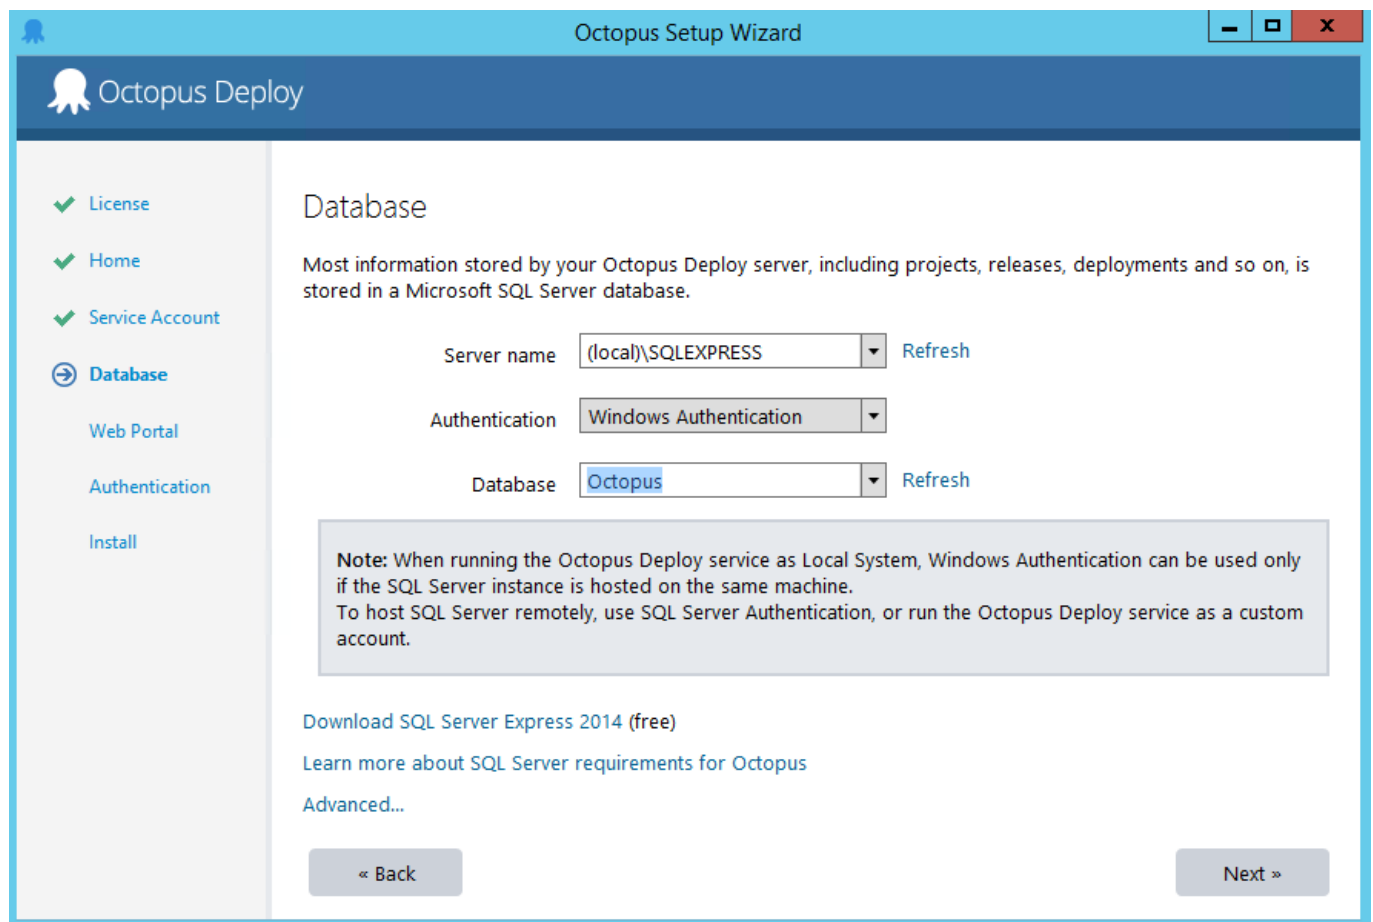 Octopus Setup Wizard
Octopus Deploy
License
Home
Service Account
Database
Web Portal
Authentication
Install
Database
Most information stored by your Octopus Deploy server, including projects, releases, deployments and so on, is
stored in a Microsoft SQL Server database.
Server name (local)\SQLEXPRESS Refresh
Authentication Windows Authentication
Database Octopus Refresh
Note: When running the Octopus Deploy service as Local System, Windows Authentication can be used only
if the SQL Server instance is hosted on the same machine.
To host SQL Server remotely, use SQL Server Authentication, or run the Octopus Deploy service as a custom
account.
Download SQL Server Express 2014 (free)
Learn more about SQL Server requirements for Octopus
Advanced...
« Back Next »